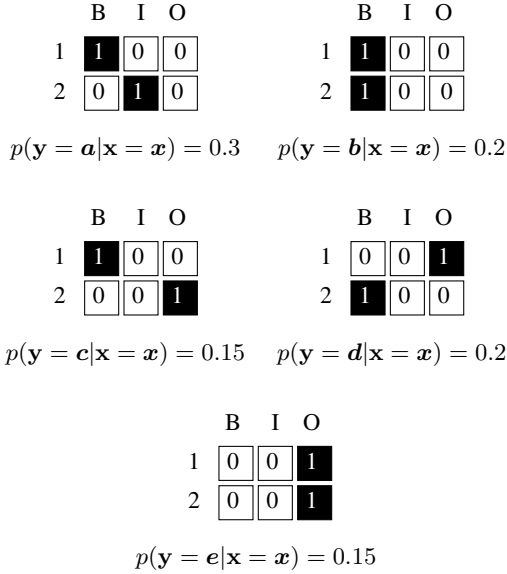 B I O B I O
1 1 0 0 1 1 0 0
2 0 1 0 2 1 0 0
p(y = a|x = x) = 0.3 p(y = b|x = x) = 0.2
B I O B I O
1 1 0 0 1 0 0 1
2 0 0 1 2 1 0 0
p(y = c|x = x) = 0.15 p(y = d|x = x) = 0.2
B I O
1 0 0 1
2 0 0 1
p(y = e|x = x) = 0.15